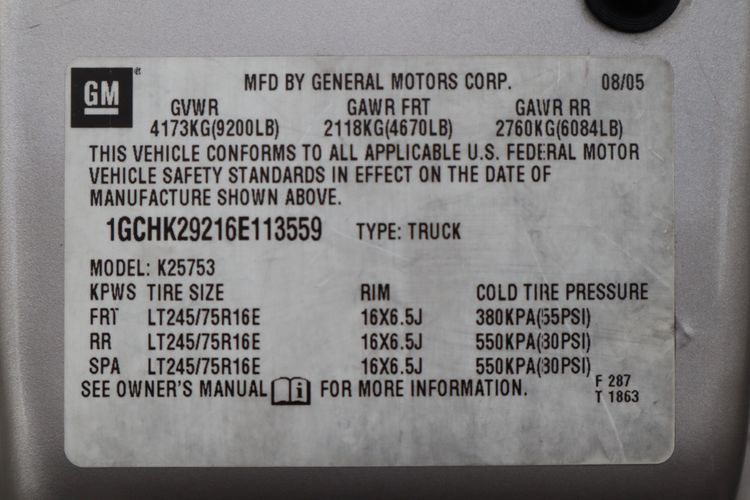 GM
MFD BY GENERAL MOTORS CORP. 08/05
GVWR GAWR FRT GAWR RR
4173KG(9200LB) 2118KG(4670LB) 2760KG(6084LB)
THIS VEHICLE CONFORMS TO ALL APPLICABLE U.S. FEDERAL MOTOR
VEHICLE SAFETY STANDARDS IN EFFECT ON THE DATE OF
MANUFACTURE SHOWN ABOVE.
1GCHK29216E113559 TYPE: TRUCK
MODEL: K25753
KPWS TIRE SIZE RIM COLD TIRE PRESSURE
FRT LT245/75R16E 16X6.5J 380KPA(55PSI)
RR LT245/75R16E 16X6.5J 550KPA(80PSI)
SPA LT245/75R16E 16X6.5J 550KPA(80PSI)
SEE OWNER'S MANUAL i FOR MORE INFORMATION. F 287
T 1863